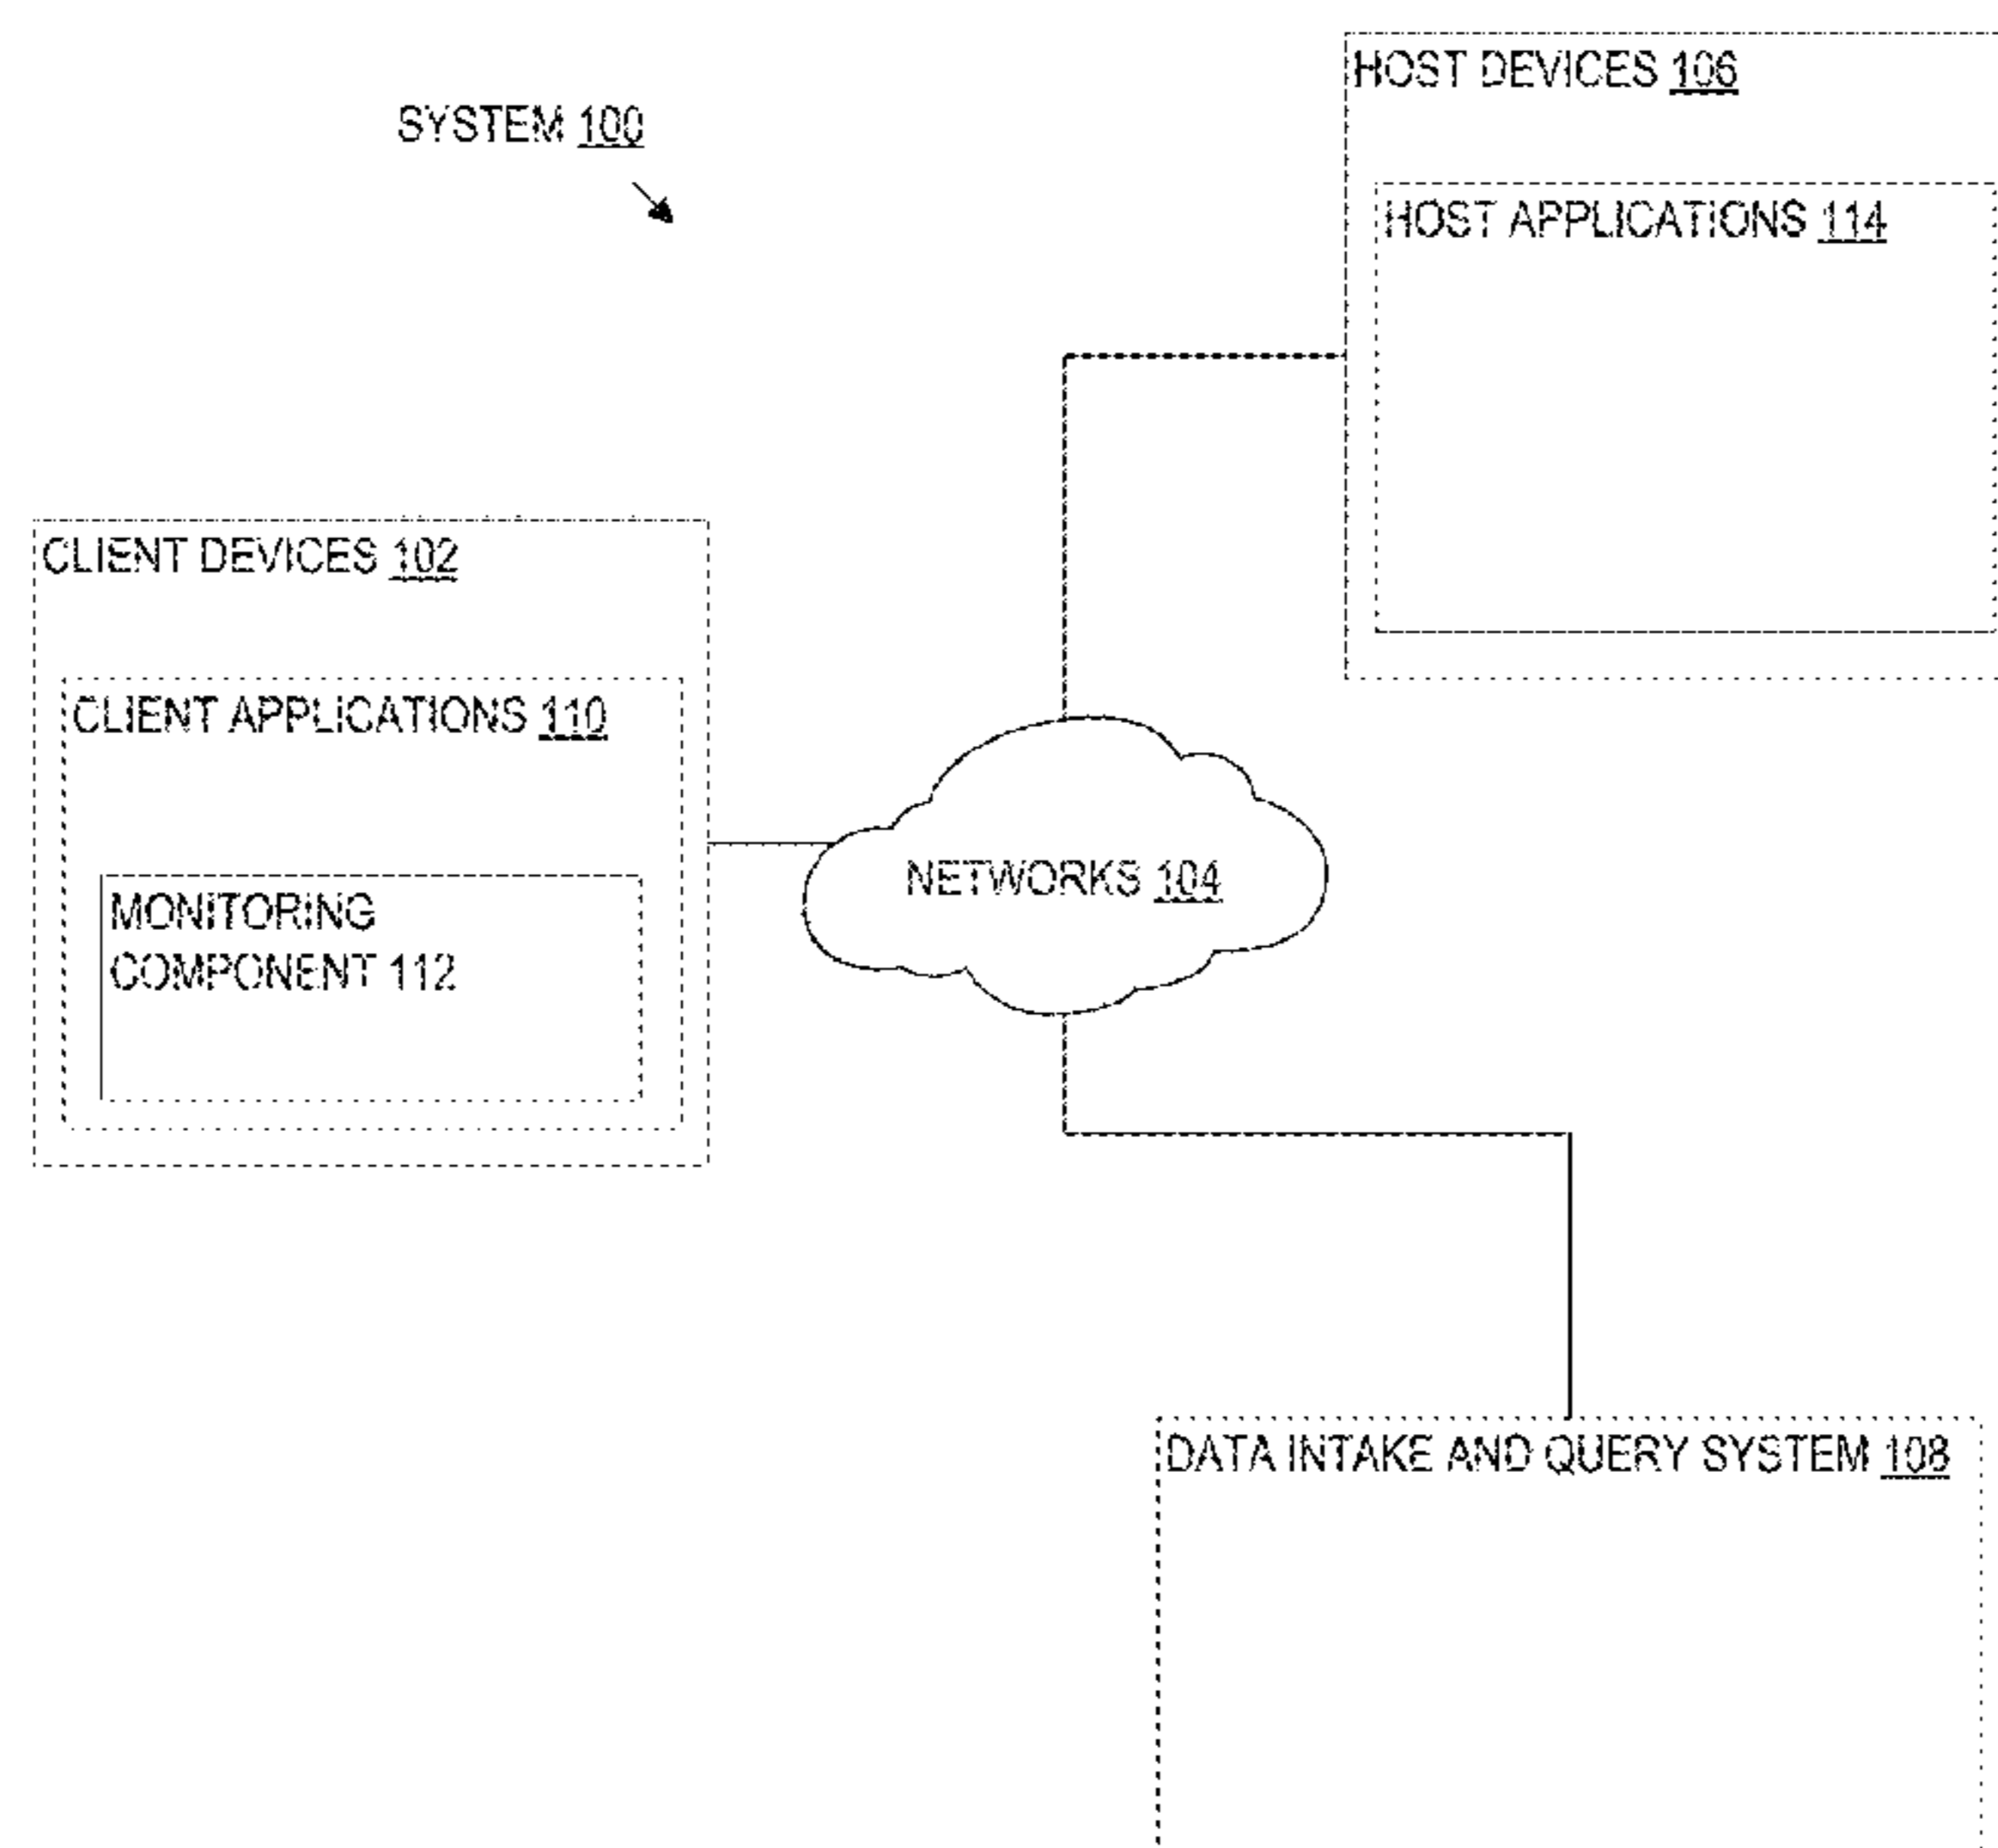 HOST DEVICES 106
SYSTEM 100
HOST APPLICATIONS 114
CLIENT DEVICES 102
CLIENT APPLICATIONS 110
NETWORKS 104
MONITORING
COMPONENT 112
DATA INTAKE AND QUERY SYSTEM 108